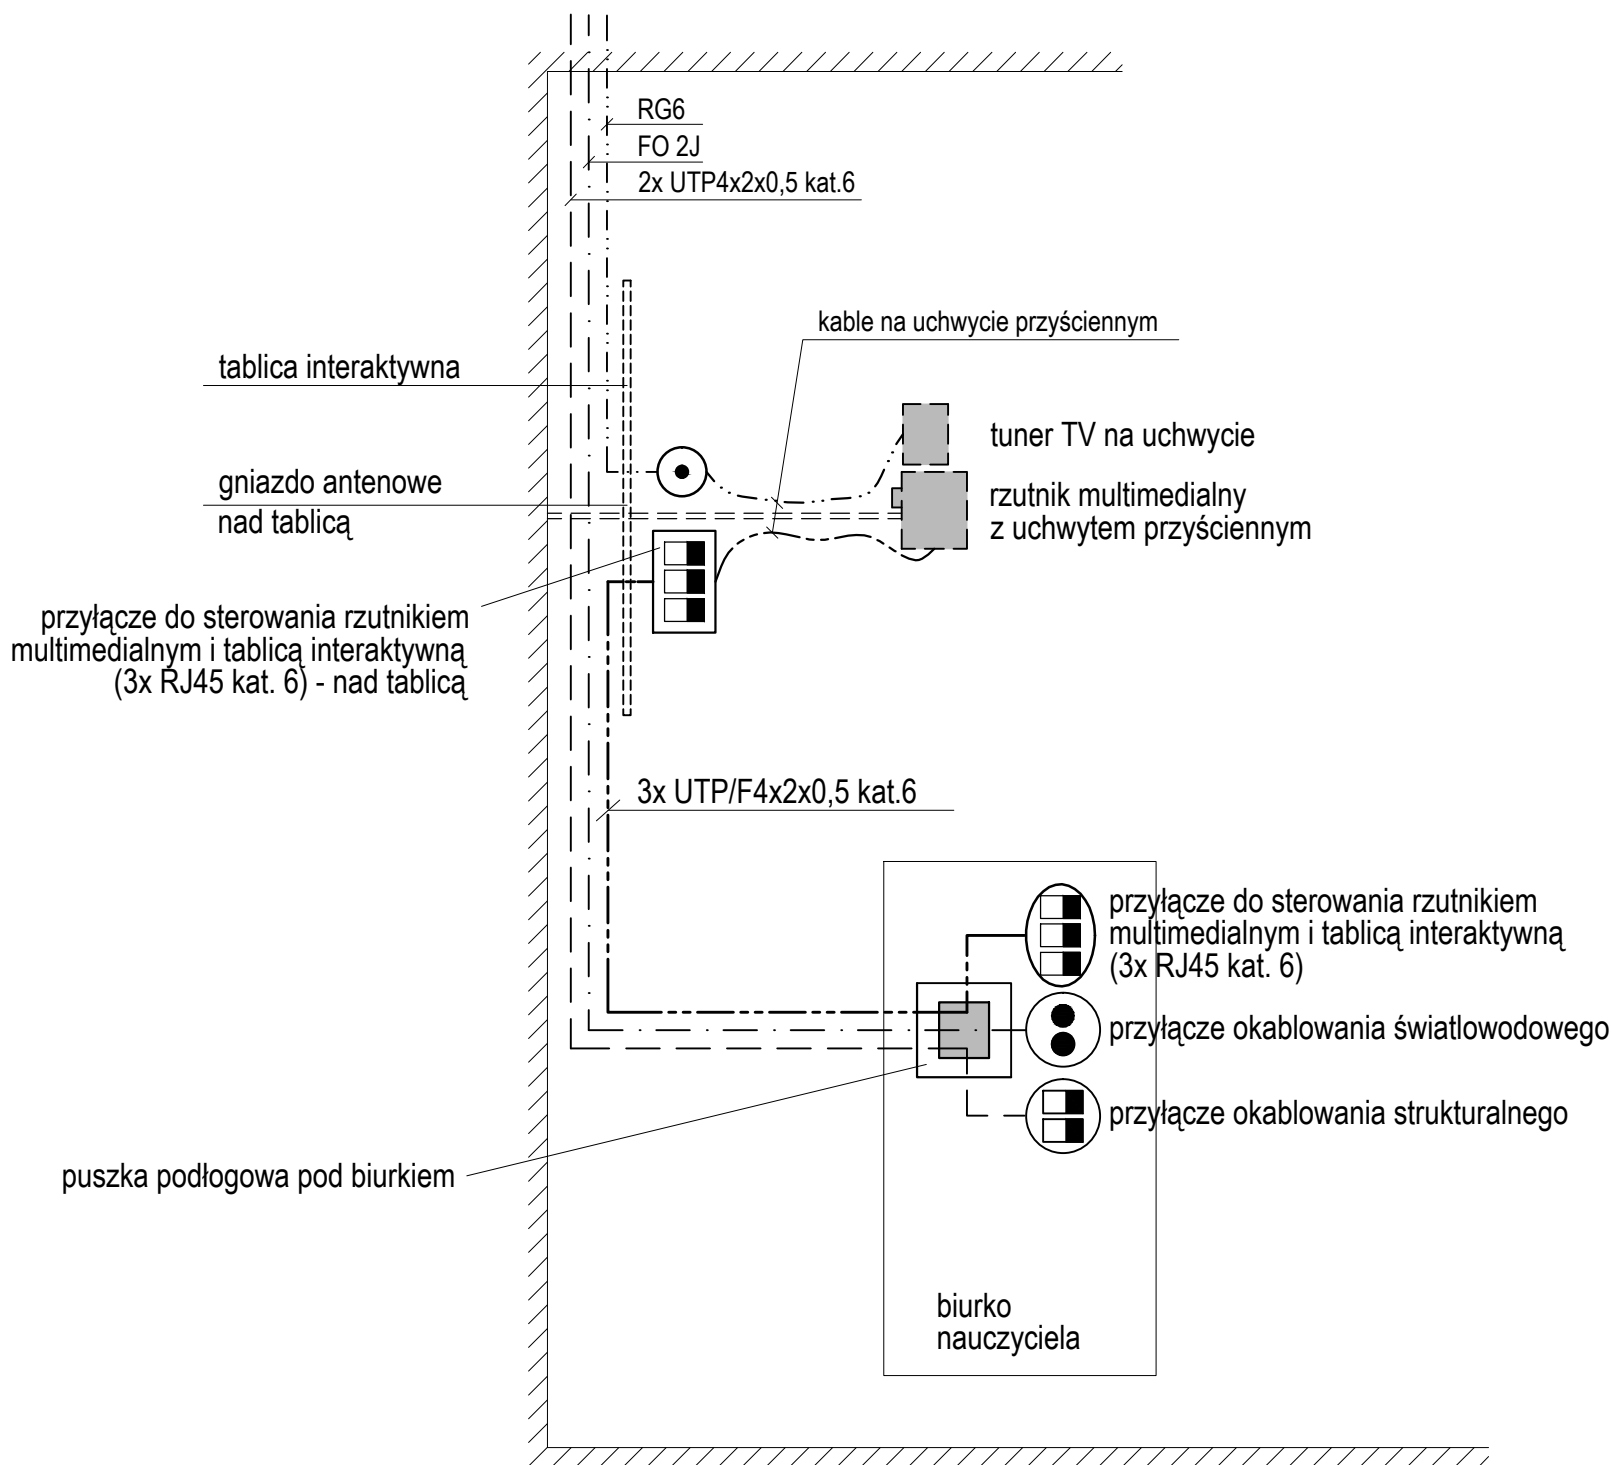 RG6
FO 2J
2x UTP4x2x0,5 kat.6
kable na uchwycie przyściennym
tablica interaktywna
tuner TV na uchwycie
gniazdo antenowe
nad tablicą
rzutnik multimedialny
z uchwytem przyściennym
przyłącze do sterowania rzutnikiem
multimedialnym i tablicą interaktywną
(3x RJ45 kat. 6) - nad tablicą
3x UTP/F4x2x0,5 kat.6
przyłącze do sterowania rzutnikiem
multimedialnym i tablicą interaktywną
(3x RJ45 kat. 6)
przyłącze okablowania światlowodowego
przyłącze okablowania strukturalnego
puszka podłogowa pod biurkiem
biurko
nauczyciela